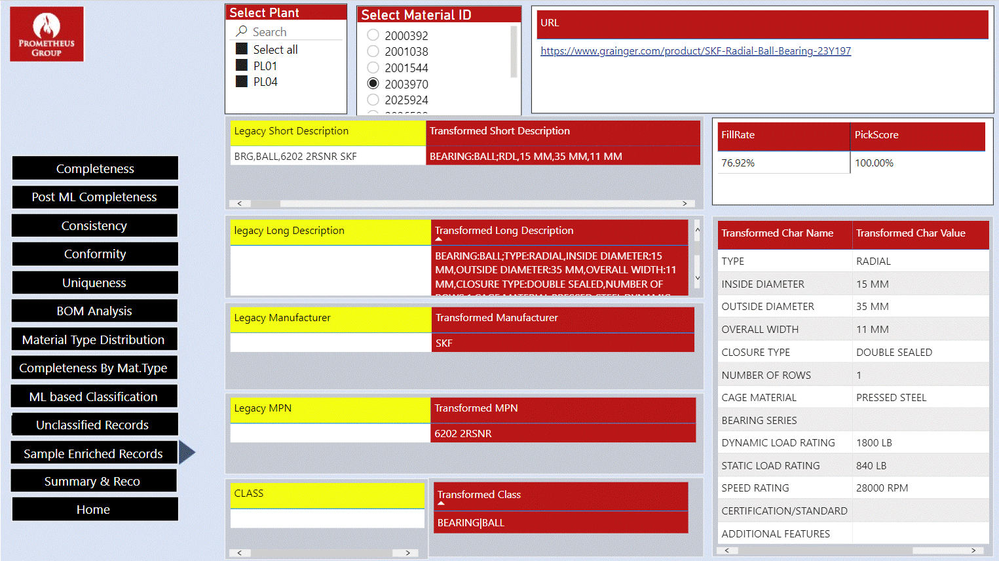 PROMETHEUS
GROUP
Select Plant
Search
Select all
PL01
PL04
Select Material ID
2000392
2001038
2001544
2003970
2025924
URL
https://www.grainger.com/product/SKF-Radial-Ball-Bearing-23Y197
Completeness
Post ML Completeness
Consistency
Conformity
Uniqueness
BOM Analysis
Material Type Distribution
Completeness By Mat.Type
ML based Classification
Unclassified Records
Sample Enriched Records
Summary & Reco
Home
Legacy Short Description Transformed Short Description
BRG,BALL,6202 2RSNR SKF BEARING:BALL;RDL,15 MM,35 MM,11 MM
legacy Long Description Transformed Long Description
BEARING:BALL;TYPE:RADIAL,INSIDE DIAMETER:15
MM,OUTSIDE DIAMETER:35 MM,OVERALL WIDTH:11
MM,CLOSURE TYPE:DOUBLE SEALED,NUMBER OF
ROWS:1,CAGE MATERIAL:PRESSED STEEL,DYNAMIC
Legacy Manufacturer Transformed Manufacturer
SKF
Legacy MPN Transformed MPN
6202 2RSNR
CLASS Transformed Class
BEARING|BALL
FillRate PickScore
76.92% 100.00%
Transformed Char Name Transformed Char Value
TYPE RADIAL
INSIDE DIAMETER 15 MM
OUTSIDE DIAMETER 35 MM
OVERALL WIDTH 11 MM
CLOSURE TYPE DOUBLE SEALED
NUMBER OF ROWS 1
CAGE MATERIAL PRESSED STEEL
BEARING SERIES
DYNAMIC LOAD RATING 1800 LB
STATIC LOAD RATING 840 LB
SPEED RATING 28000 RPM
CERTIFICATION/STANDARD
ADDITIONAL FEATURES